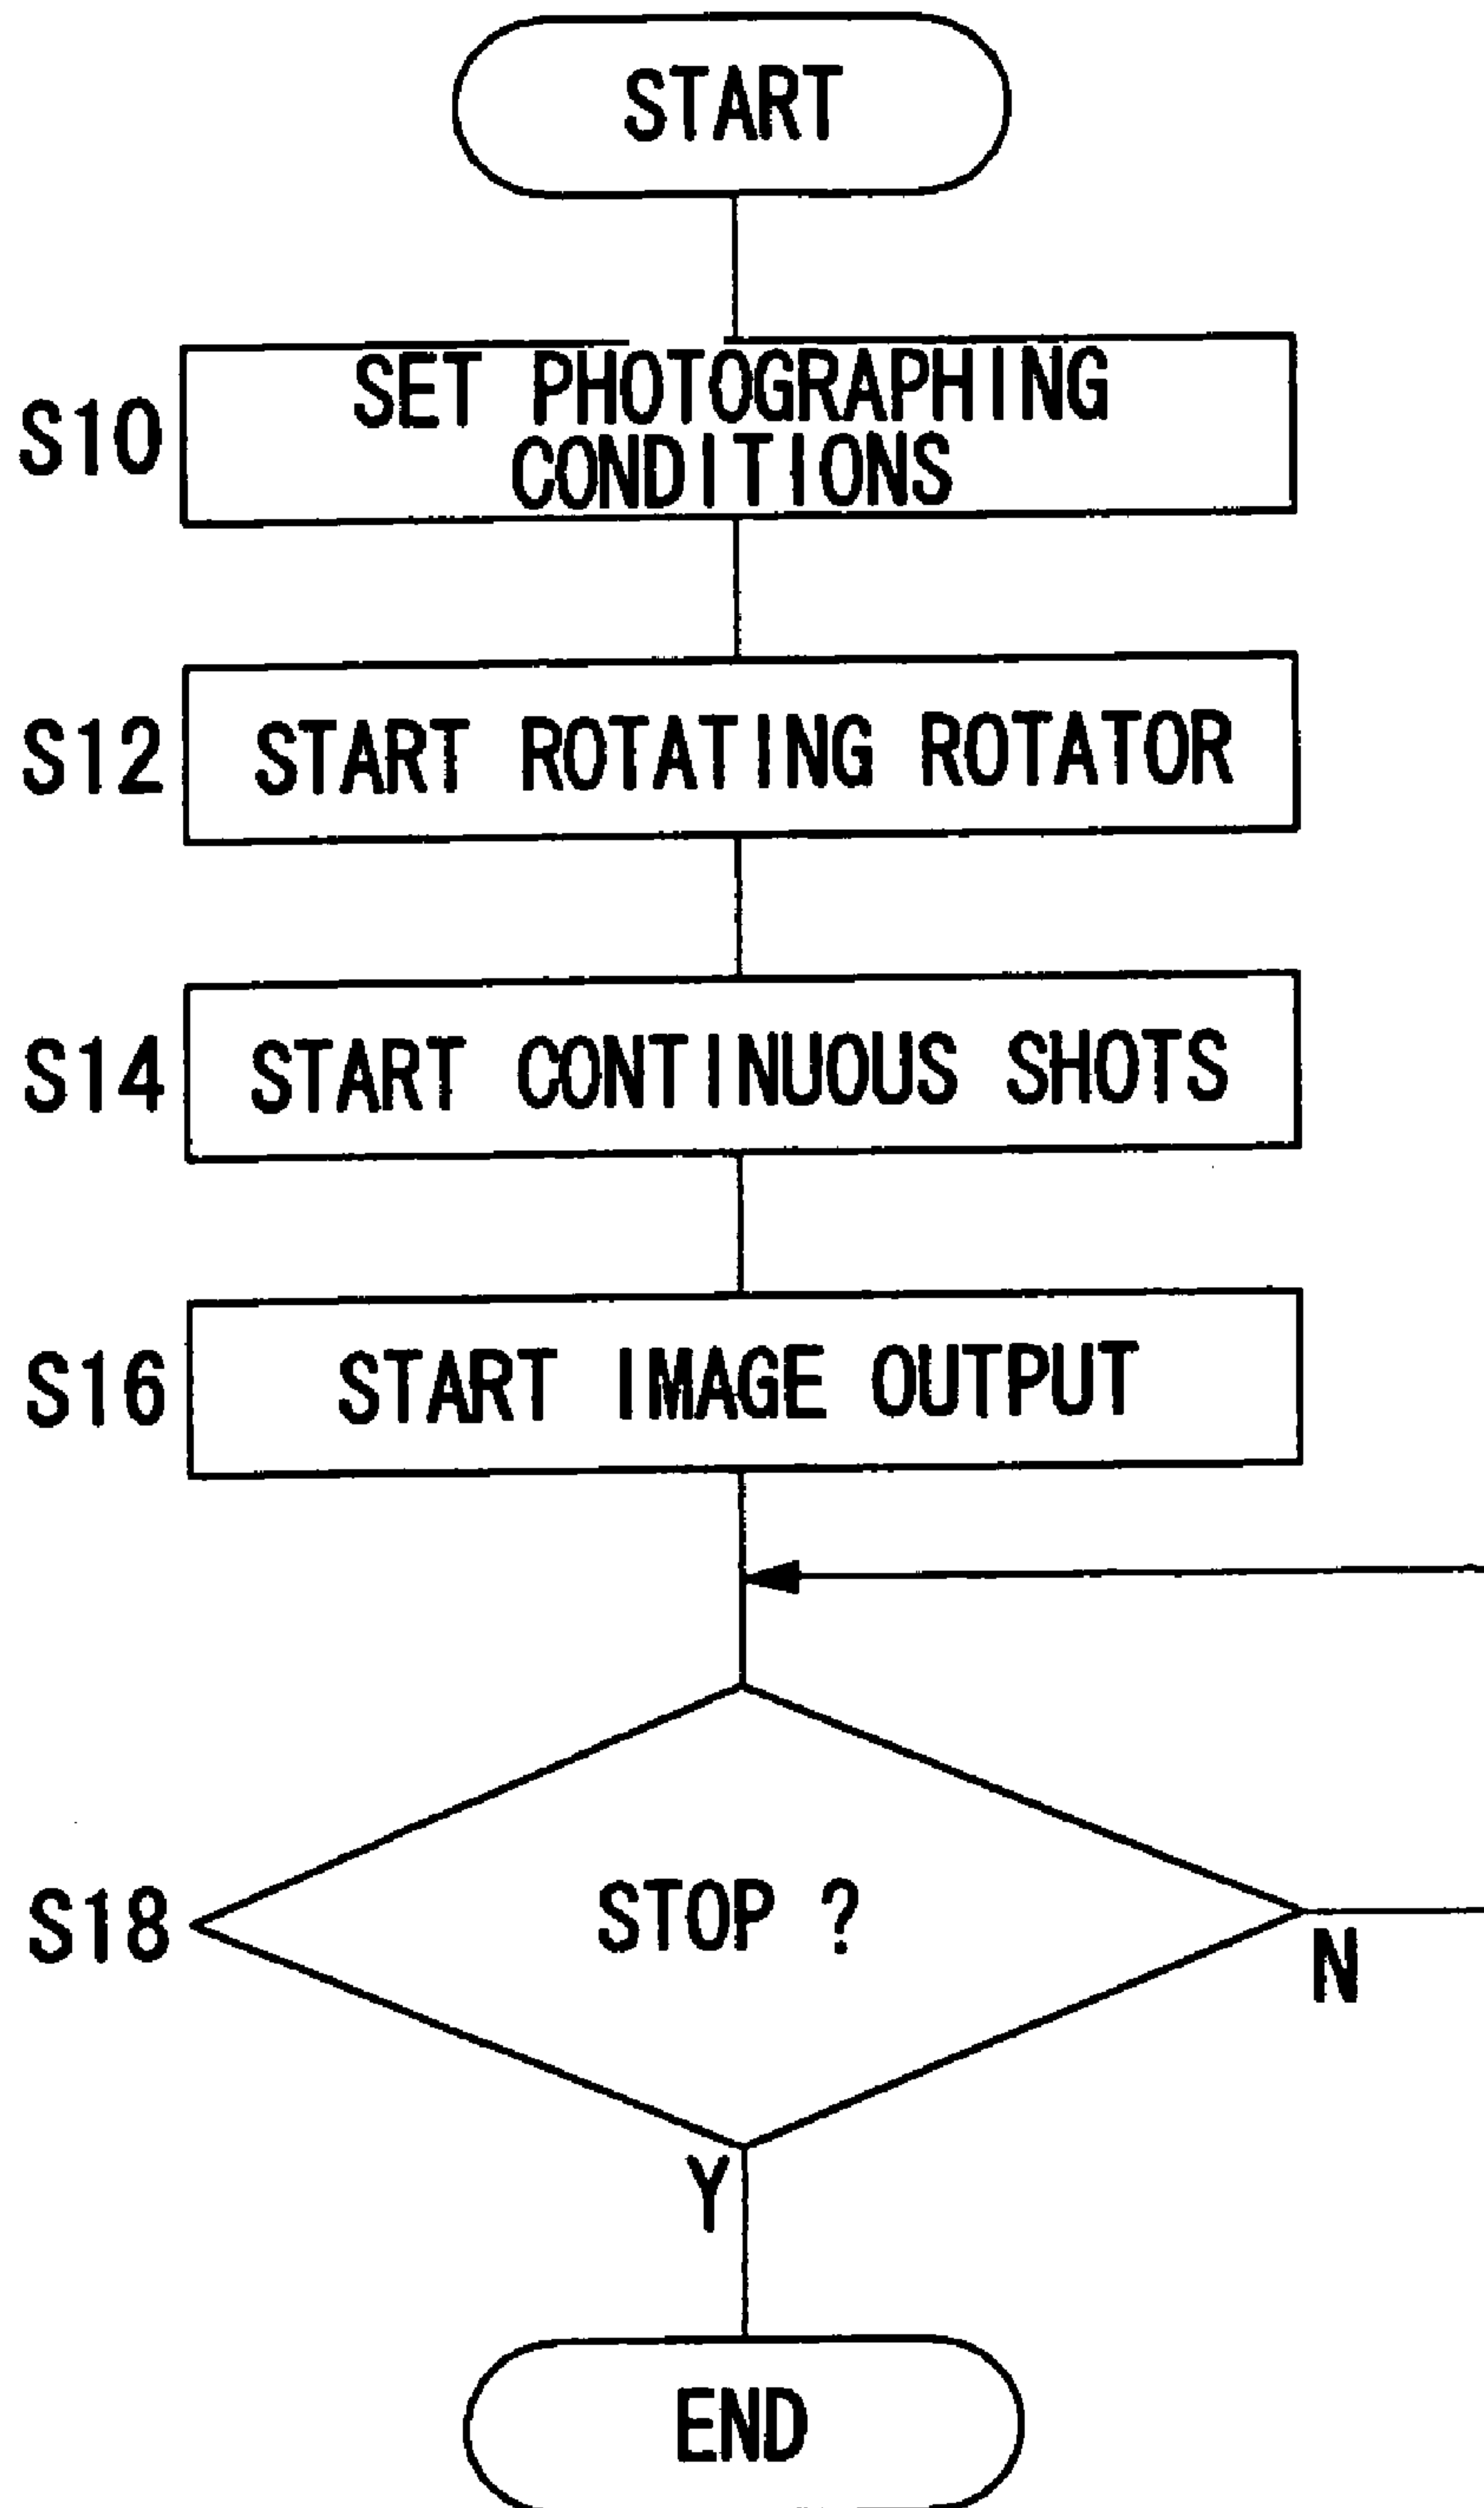 START
S10
SET PHOTOGRAPHING
CONDITIONS
S12
START ROTATING ROTATOR
S14
START CONTINUOUS SHOTS
S16
START IMAGE OUTPUT
S18
STOP ?
N
Y
END